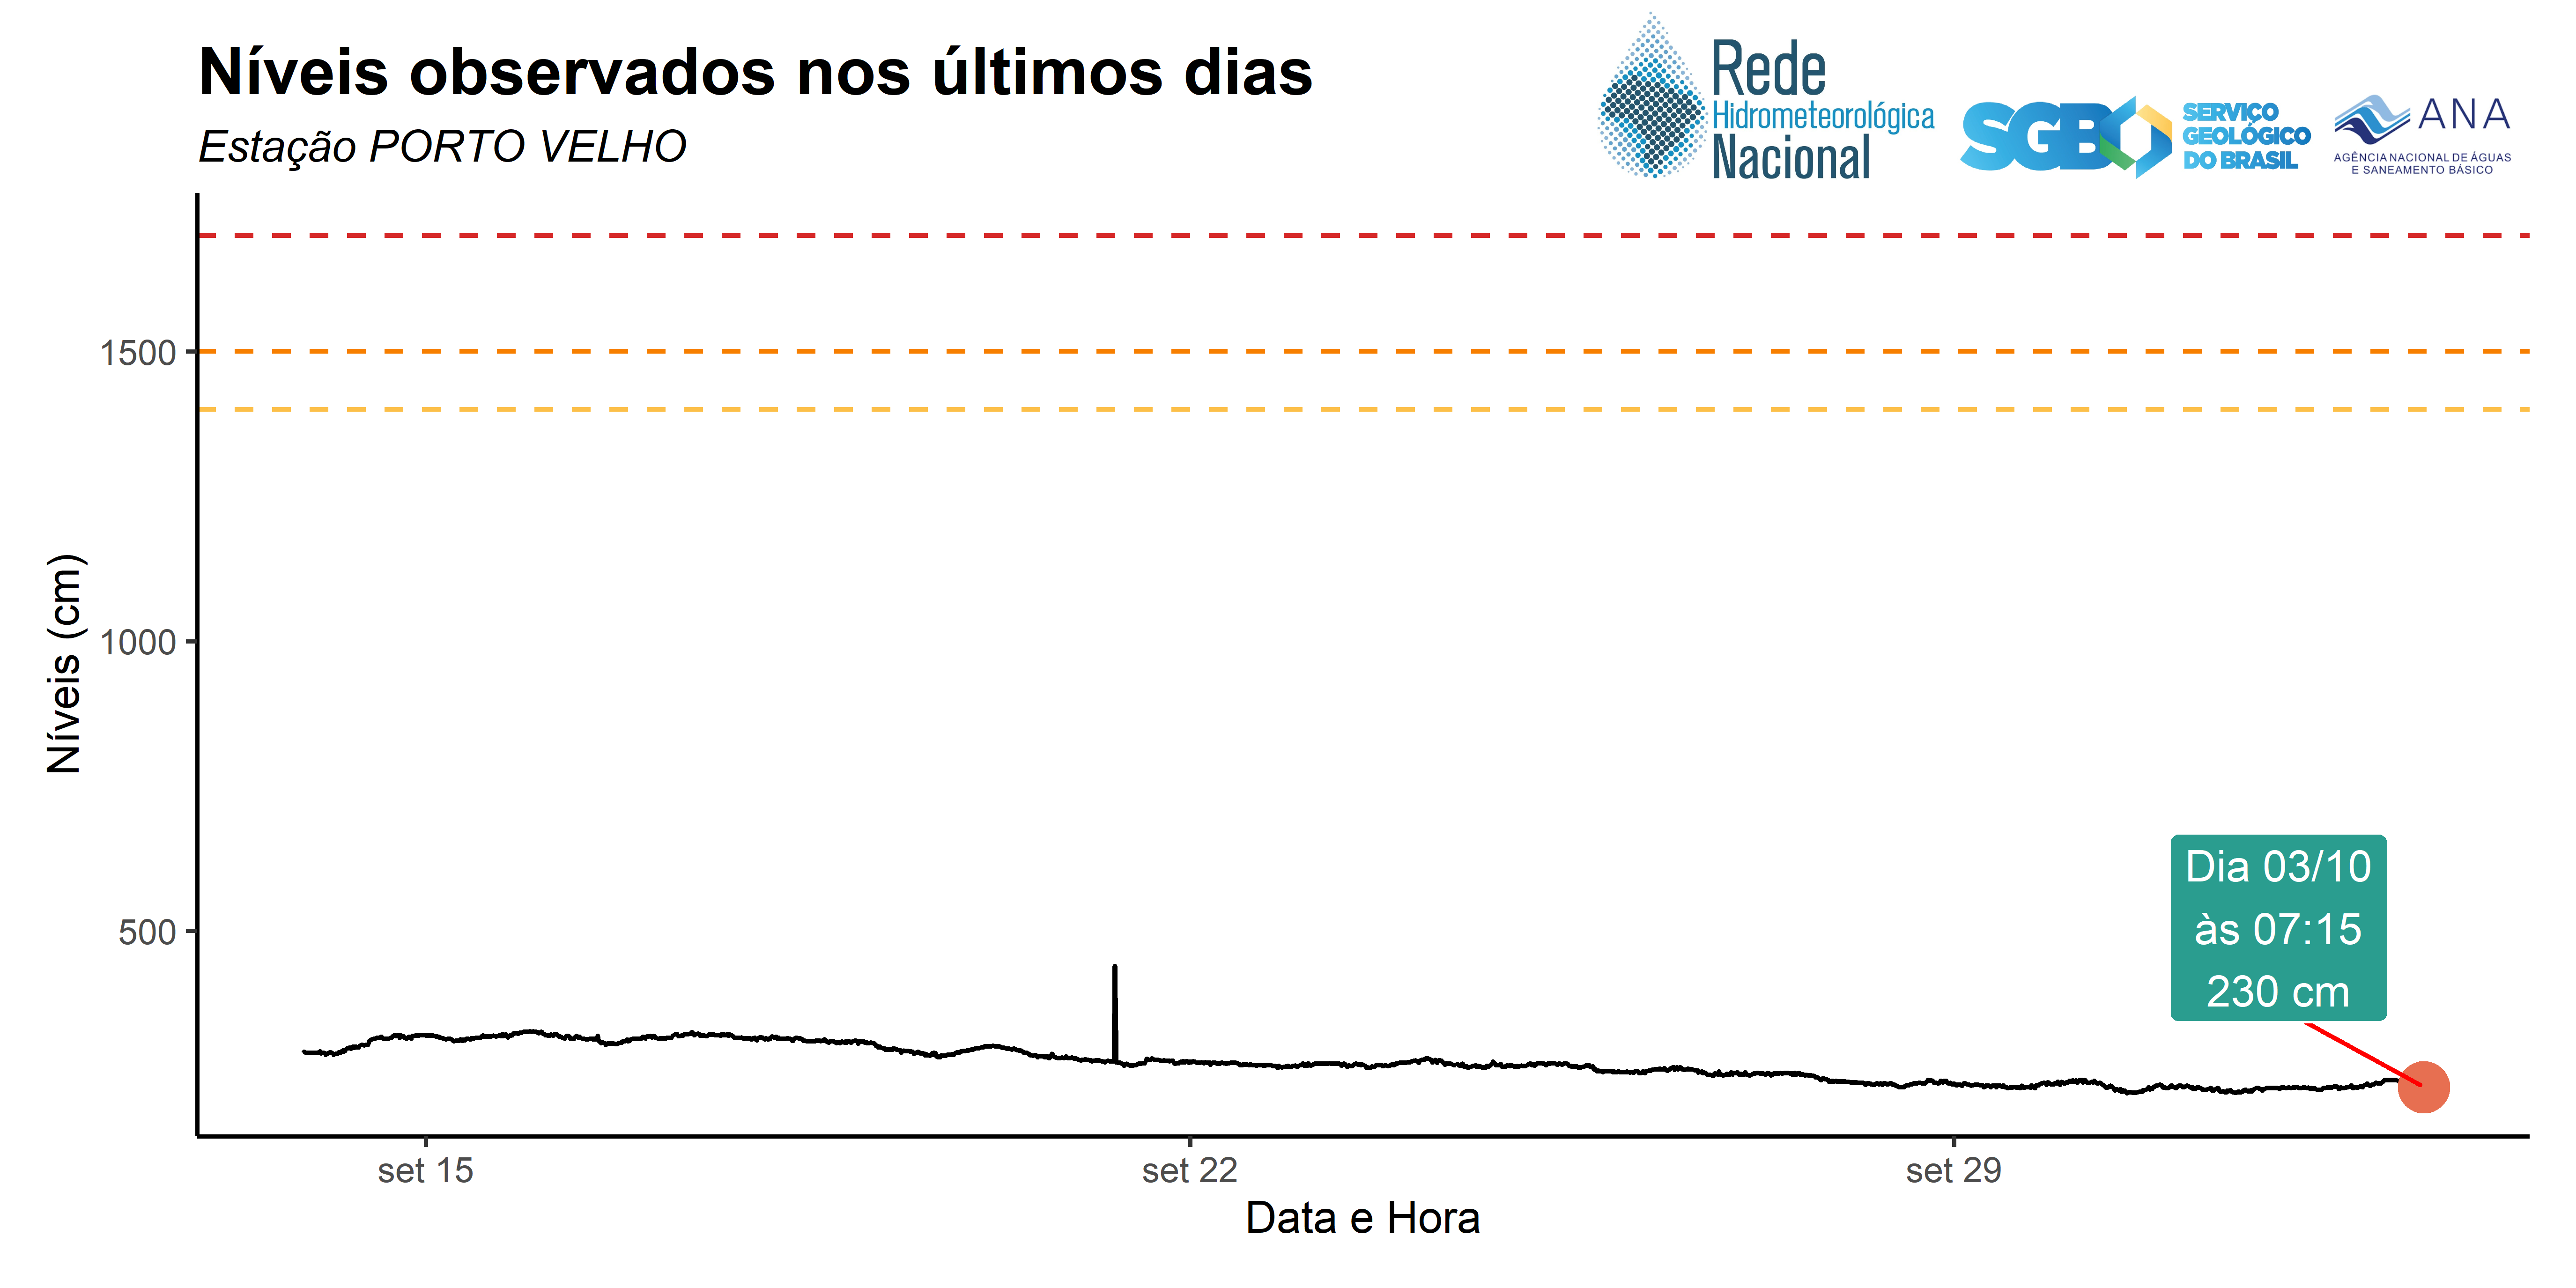 Níveis observados nos últimos dias
Estação PORTO VELHO
Rede
Hidrometeorológica
Nacional
SGB
SERVIÇO
GEOLÓGICO
DO BRASIL
ANA
AGÊNCIA NACIONAL DE ÁGUAS
E SANEAMENTO BÁSICO
Níveis (cm)
1500
1000
500
Dia 03/10
às 07:15
230 cm
set 15
set 22
set 29
Data e Hora